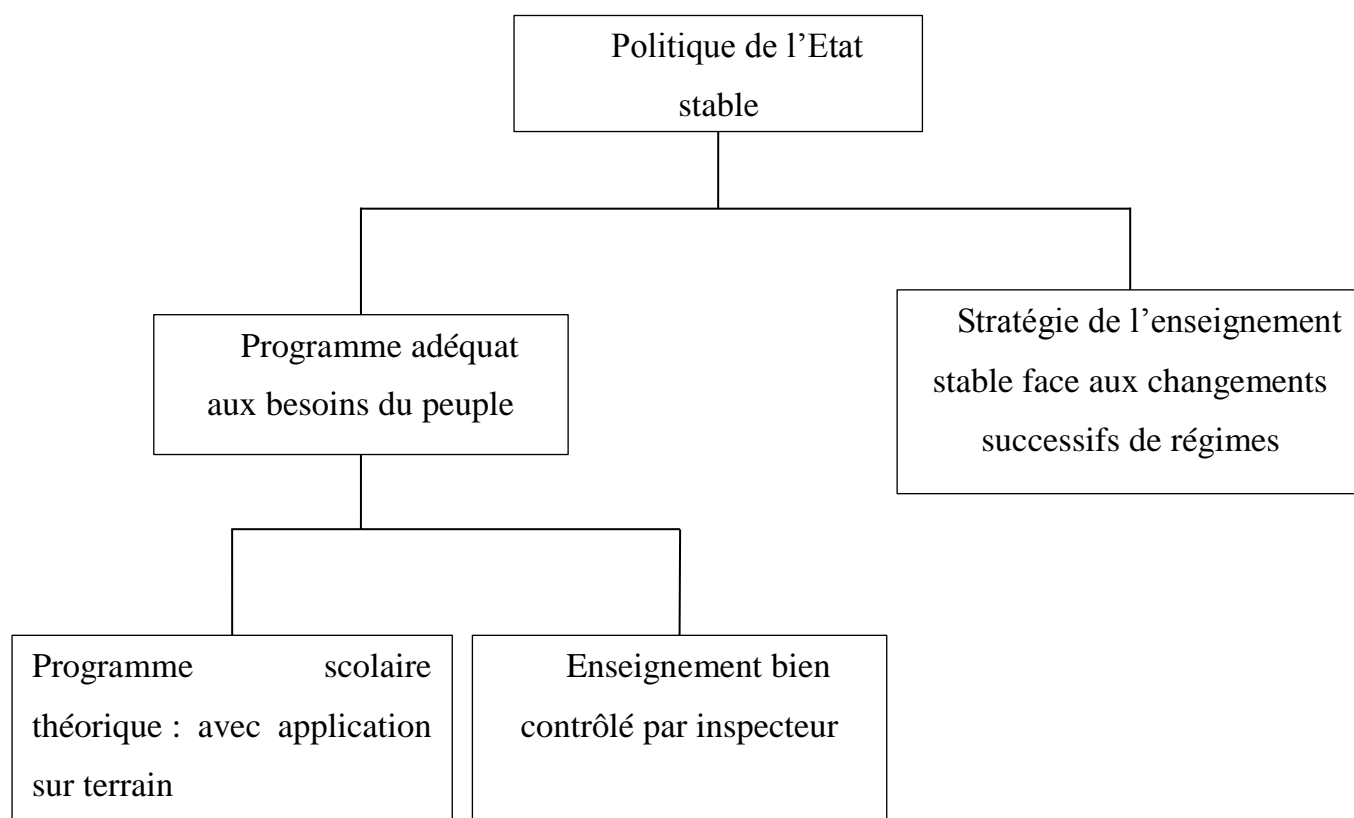 Politique de l’Etat
stable
Programme adéquat
aux besoins du peuple
Stratégie de l’enseignement
stable face aux changements
successifs de régimes
Programme scolaire
théorique : avec application
sur terrain
Enseignement bien
contrôlé par inspecteur